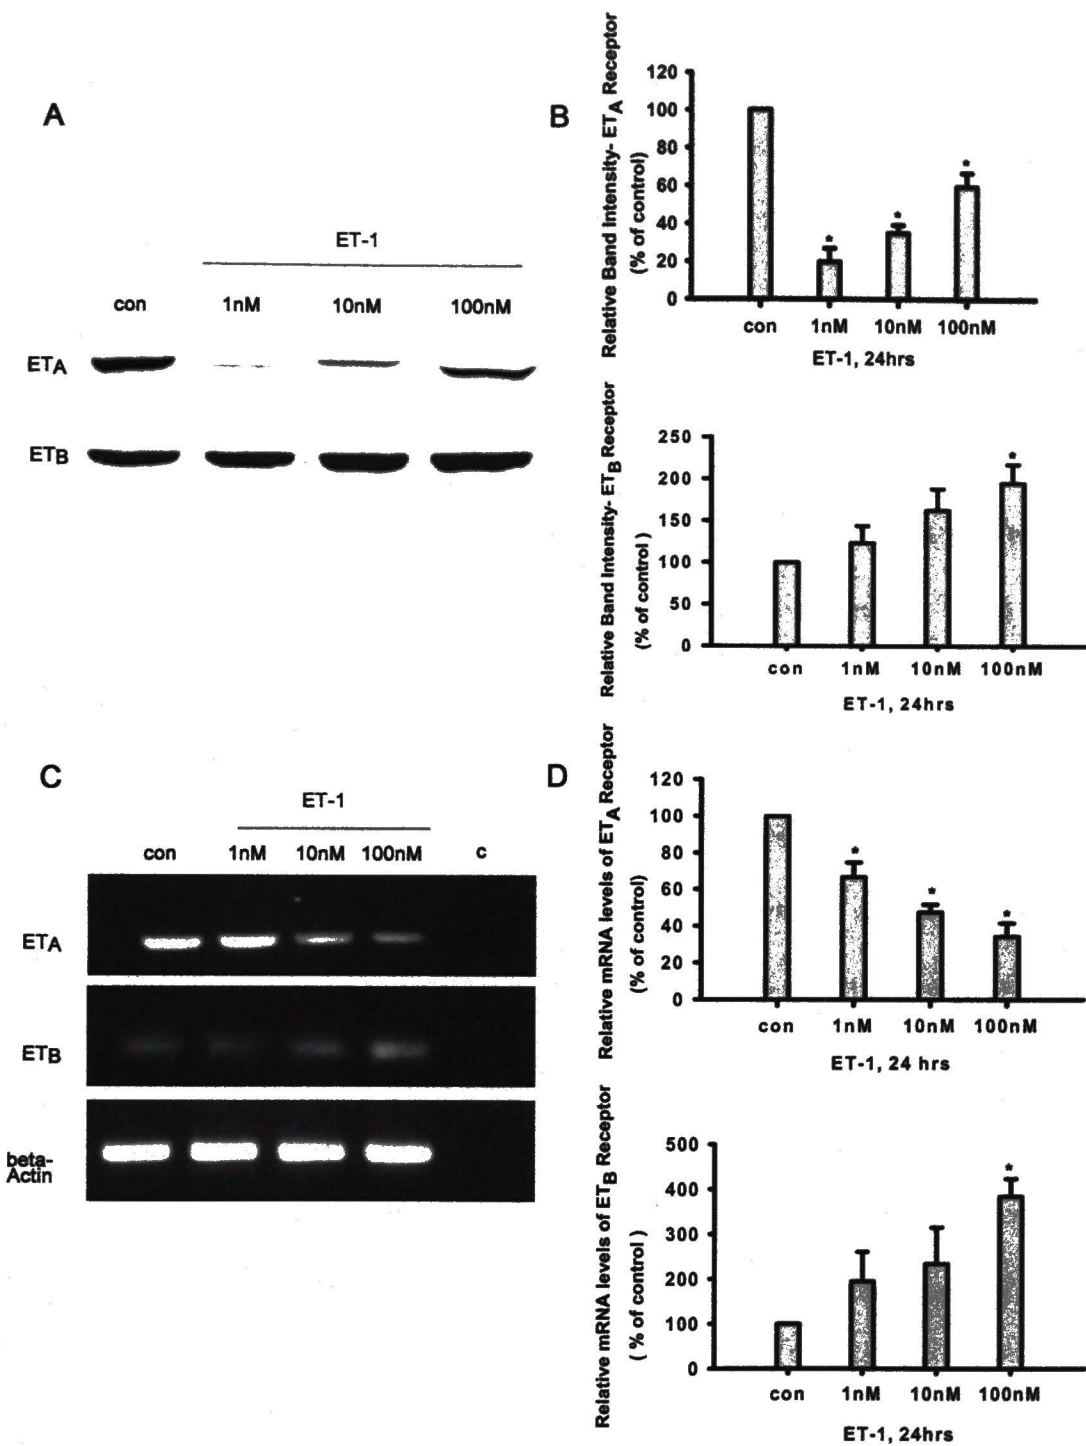 A
ET-1
con 1nM 10nM 100nM
ETA
ETB
B
Relative Band Intensity- ETA Receptor
(% of control)
120
100
80
60
40
20
0
*
*
*
con 1nM 10nM 100nM
ET-1, 24hrs
Relative Band Intensity- ETB Receptor
(% of control )
250
200
150
100
50
0
*
con 1nM 10nM 100nM
ET-1, 24hrs
C
ET-1
con 1nM 10nM 100nM c
ETA
ETB
beta-
Actin
D
Relative mRNA levels of ETA Receptor
(% of control)
120
100
80
60
40
20
0
*
*
*
con 1nM 10nM 100nM
ET-1, 24 hrs
Relative mRNA levels of ETB Receptor
( % of control )
500
400
300
200
100
0
*
con 1nM 10nM 100nM
ET-1, 24hrs